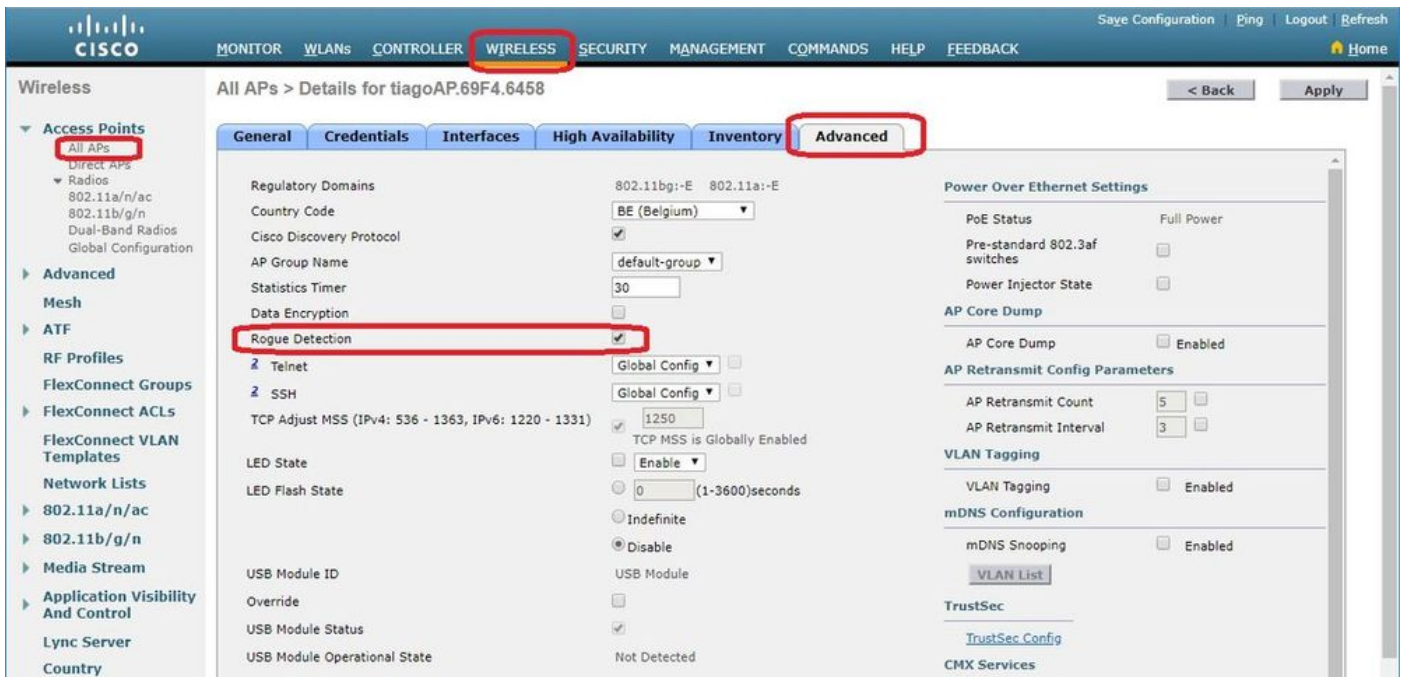 Save Configuration Ping Logout Refresh
CISCO MONITOR WLANs CONTROLLER WIRELESS SECURITY MANAGEMENT COMMANDS HELP FEEDBACK Home
Wireless
Access Points
All APs
Direct APs
Radios
802.11a/n/ac
802.11b/g/n
Dual-Band Radios
Global Configuration
Advanced
Mesh
ATF
RF Profiles
FlexConnect Groups
FlexConnect ACLs
FlexConnect VLAN
Templates
Network Lists
802.11a/n/ac
802.11b/g/n
Media Stream
Application Visibility
And Control
Lync Server
Country
All APs > Details for tiagoAP.69F4.6458
< Back Apply
General Credentials Interfaces High Availability Inventory Advanced
Regulatory Domains 802.11bg:-E 802.11a:-E
Country Code BE (Belgium)
Cisco Discovery Protocol
AP Group Name default-group
Statistics Timer 30
Data Encryption
Rogue Detection
2 Telnet Global Config
2 SSH Global Config
TCP Adjust MSS (IPv4: 536 - 1363, IPv6: 1220 - 1331) 1250
TCP MSS is Globally Enabled
LED State Enable
LED Flash State 0 (1-3600)seconds
Indefinite
Disable
USB Module ID USB Module
Override
USB Module Status
USB Module Operational State Not Detected
Power Over Ethernet Settings
PoE Status Full Power
Pre-standard 802.3af
switches
Power Injector State
AP Core Dump
AP Core Dump Enabled
AP Retransmit Config Parameters
AP Retransmit Count 5
AP Retransmit Interval 3
VLAN Tagging
VLAN Tagging Enabled
mDNS Configuration
mDNS Snooping Enabled
VLAN List
TrustSec
TrustSec Config
CMX Services